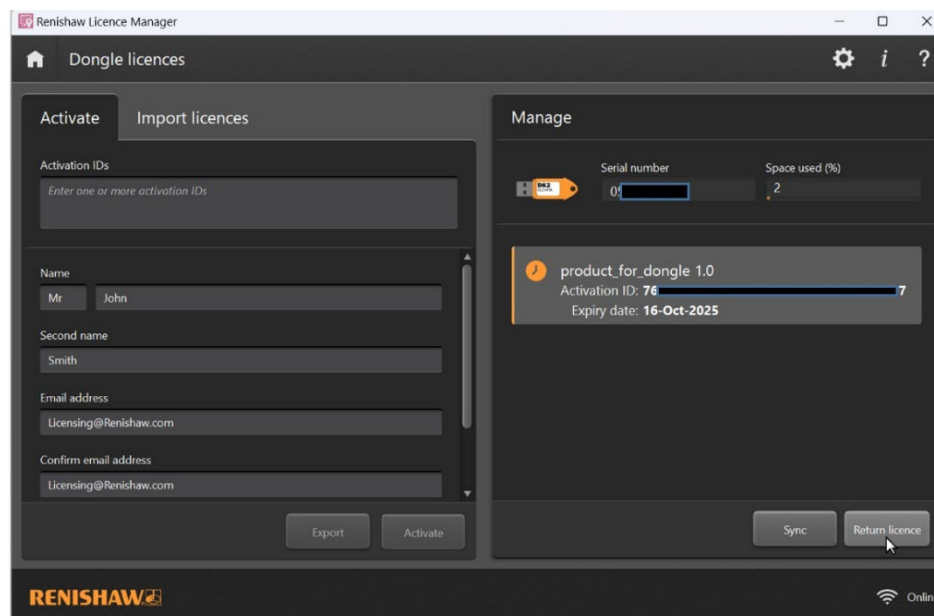 Renishaw Licence Manager
Dongle licences
i
?
Activate
Import licences
Activation IDs
Enter one or more activation IDs
Name
Mr
John
Second name
Smith
Email address
Licensing@Renishaw.com
Confirm email address
Licensing@Renishaw.com
Export
Activate
Manage
DK2
Serial number
0
Space used (%)
2
product_for_dongle 1.0
Activation ID: 76 7
Expiry date: 16-Oct-2025
Sync
Return licence
RENISHAW
Onlin